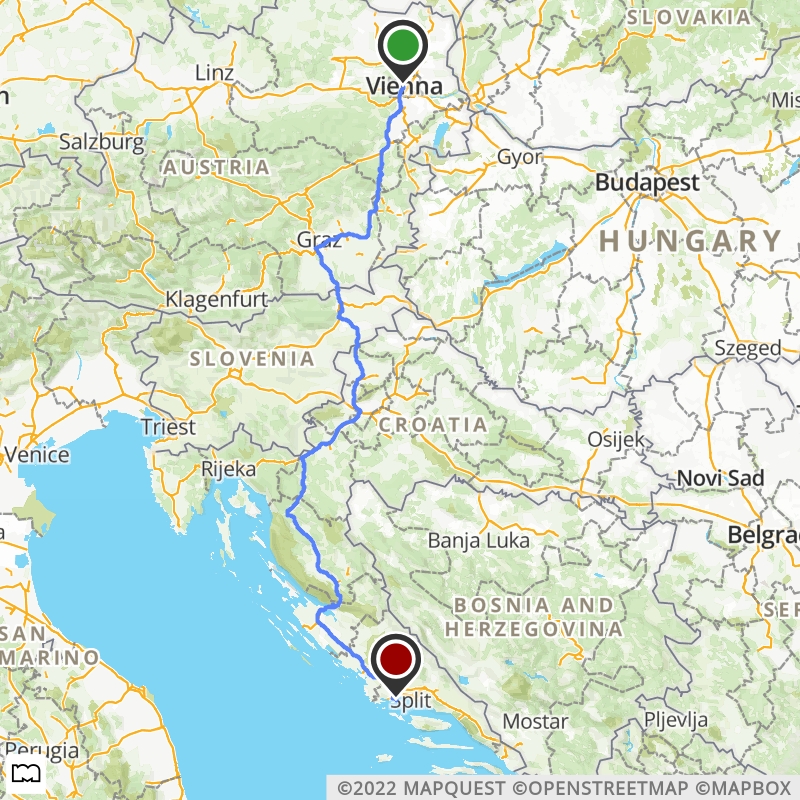 SLOVAKIA
Linz
Vienna
Mis
Salzburg
Gyor
AUSTRIA
Budapest
Graz
HUNGARY
Klagenfurt
Szeged
SLOVENIA
Triest
CROATIA
Osijek
Venice
Rijeka
Novi Sad
Banja Luka
Belgra
BOSNIA AND
HERZEGOVINA
SER
SAN
MARINO
Split
Mostar
Pljevlja
Perugia
©2022 MAPQUEST ©OPENSTREETMAP ©MAPBOX